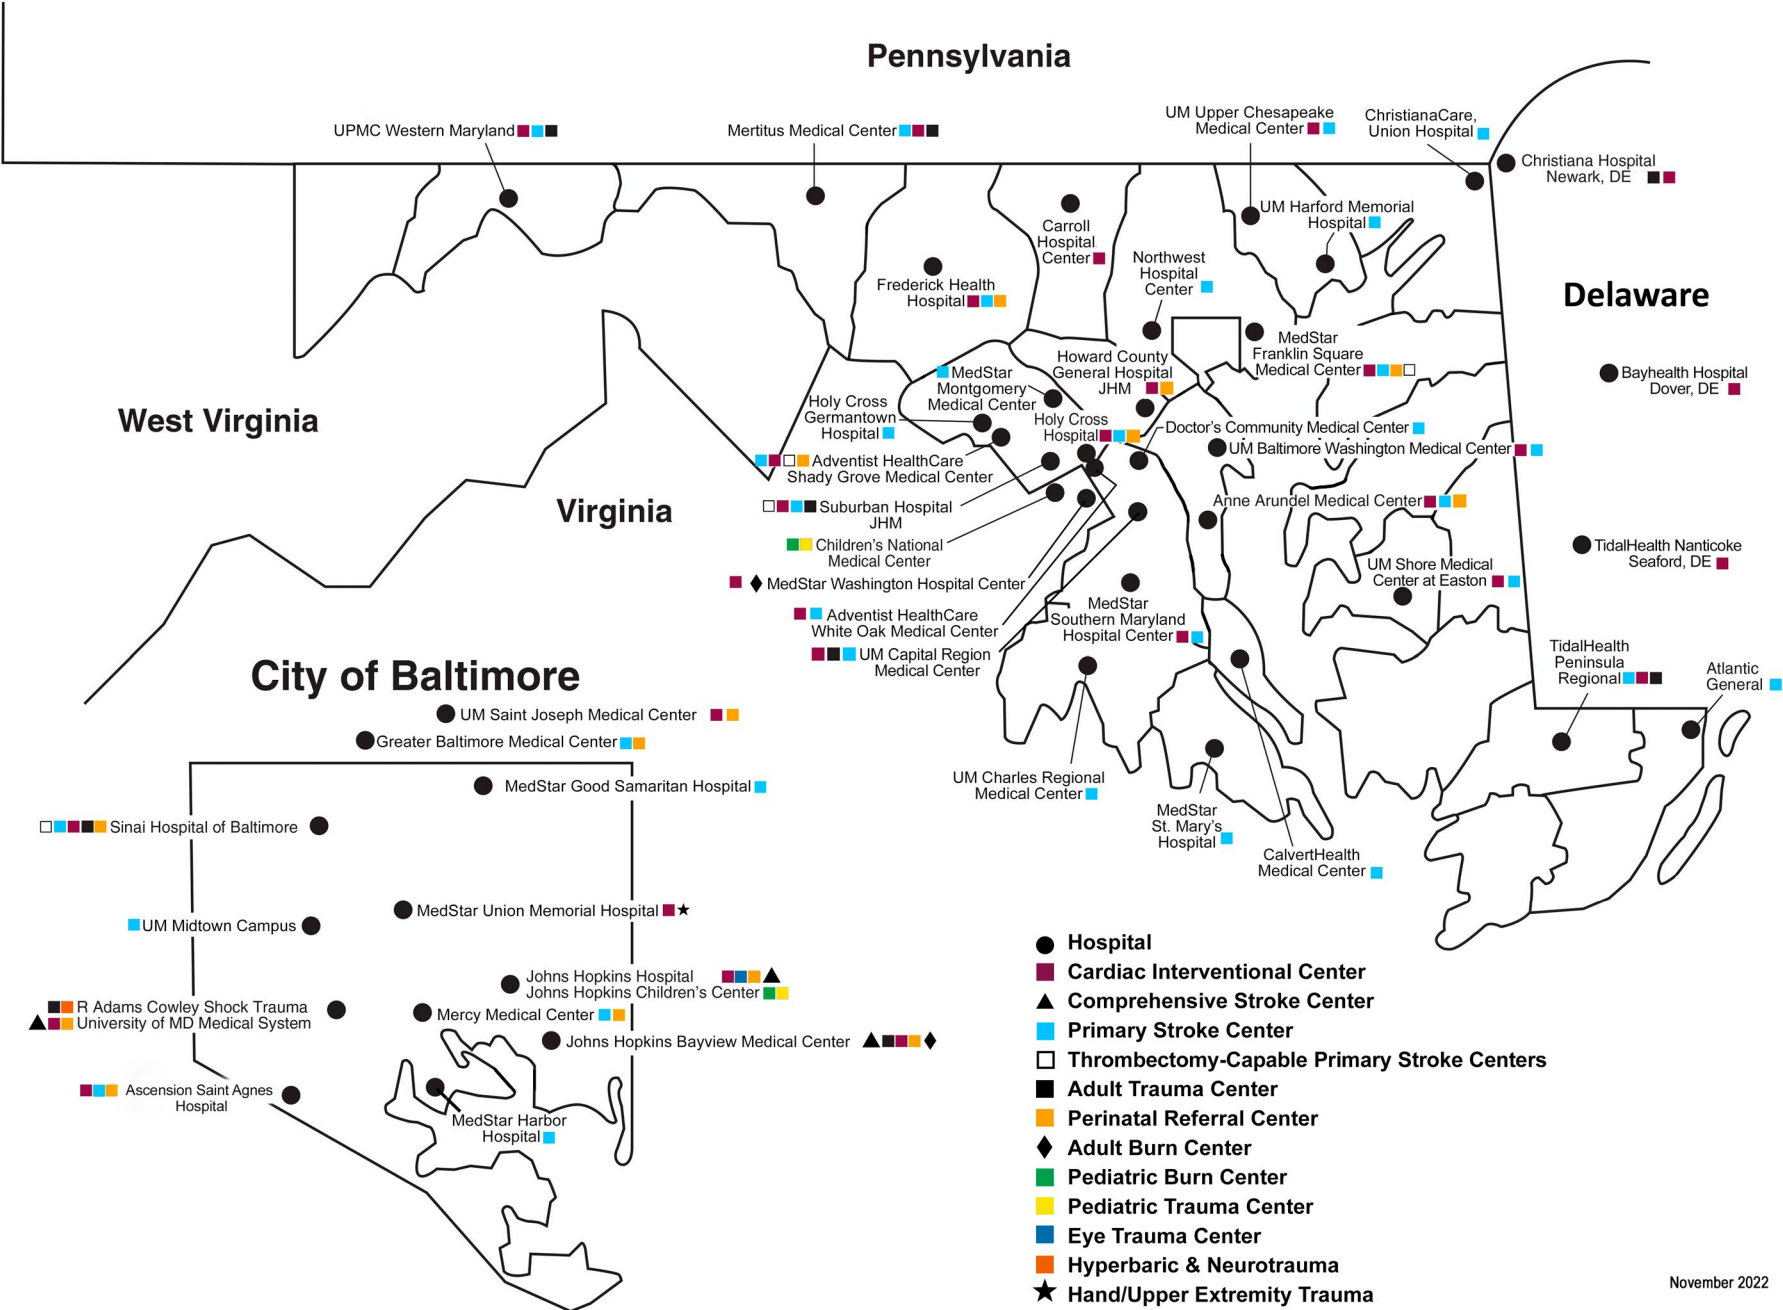 Pennsylvania
UPMC Western Maryland
Mertitus Medical Center
UM Upper Chesapeake
Medical Center
ChristianaCare,
Union Hospital
Christiana Hospital
Newark, DE
UM Harford Memorial
Hospital
Carroll
Hospital
Center
Northwest
Hospital
Center
Frederick Health
Hospital
Delaware
MedStar
Franklin Square
Medical Center
Howard County
General Hospital
JHM
Bayhealth Hospital
Dover, DE
MedStar
Montgomery
Medical Center
West Virginia
Holy Cross
Germantown
Hospital
Holy Cross
Hospital
Doctor's Community Medical Center
UM Baltimore Washington Medical Center
Adventist HealthCare
Shady Grove Medical Center
Virginia
Suburban Hospital
JHM
Anne Arundel Medical Center
Children's National
Medical Center
TidalHealth Nanticoke
Seaford, DE
UM Shore Medical
Center at Easton
MedStar Washington Hospital Center
MedStar
Southern Maryland
Hospital Center
Adventist HealthCare
White Oak Medical Center
UM Capital Region
Medical Center
TidalHealth
Peninsula
Regional
Atlantic
General
City of Baltimore
UM Saint Joseph Medical Center
Greater Baltimore Medical Center
MedStar Good Samaritan Hospital
UM Charles Regional
Medical Center
MedStar
St. Mary's
Hospital
CalvertHealth
Medical Center
Sinai Hospital of Baltimore
MedStar Union Memorial Hospital
UM Midtown Campus
Johns Hopkins Hospital
Johns Hopkins Children's Center
R Adams Cowley Shock Trauma
University of MD Medical System
Mercy Medical Center
Johns Hopkins Bayview Medical Center
Ascension Saint Agnes
Hospital
MedStar Harbor
Hospital
Hospital
Cardiac Interventional Center
Comprehensive Stroke Center
Primary Stroke Center
Thrombectomy-Capable Primary Stroke Centers
Adult Trauma Center
Perinatal Referral Center
Adult Burn Center
Pediatric Burn Center
Pediatric Trauma Center
Eye Trauma Center
Hyperbaric & Neurotrauma
Hand/Upper Extremity Trauma
November 2022